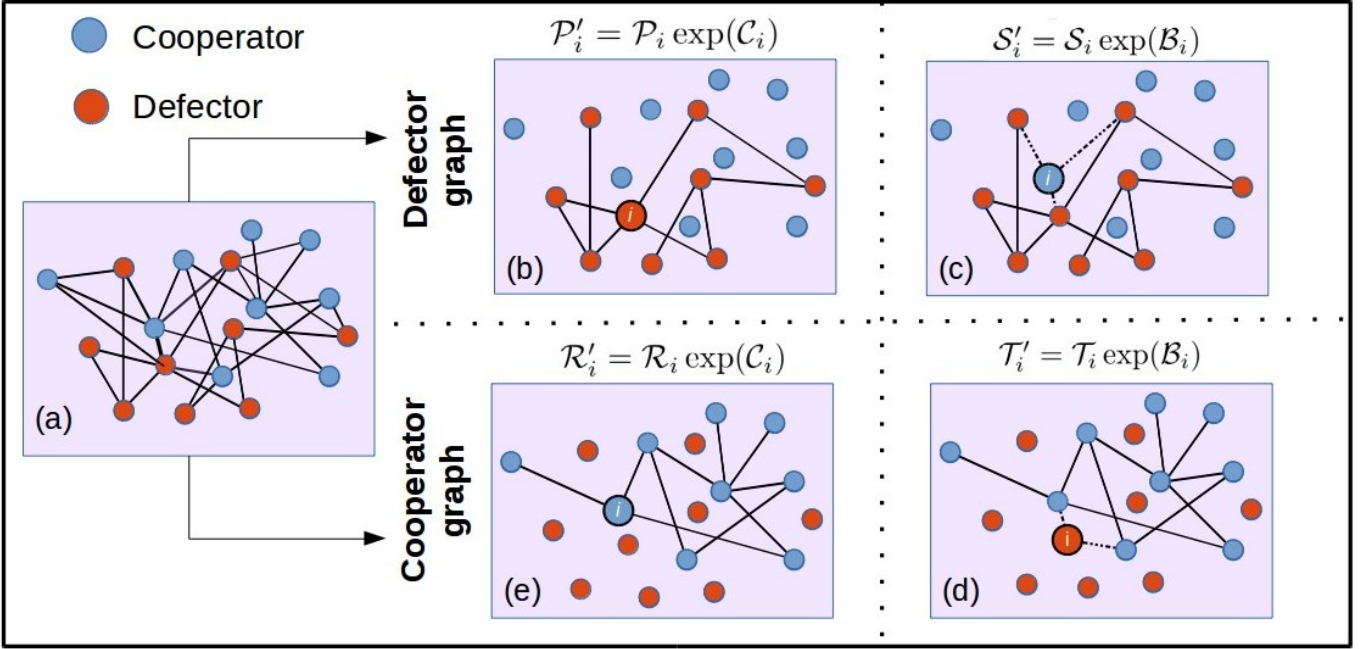 Cooperator
Defector
(a)
Defector
graph
𝒫′ᵢ = 𝒫ᵢ exp(𝒞ᵢ)
i
(b)
𝒮′ᵢ = 𝒮ᵢ exp(ℬᵢ)
i
(c)
Cooperator
graph
ℛ′ᵢ = ℛᵢ exp(𝒞ᵢ)
i
(e)
𝒯′ᵢ = 𝒯ᵢ exp(ℬᵢ)
i
(d)